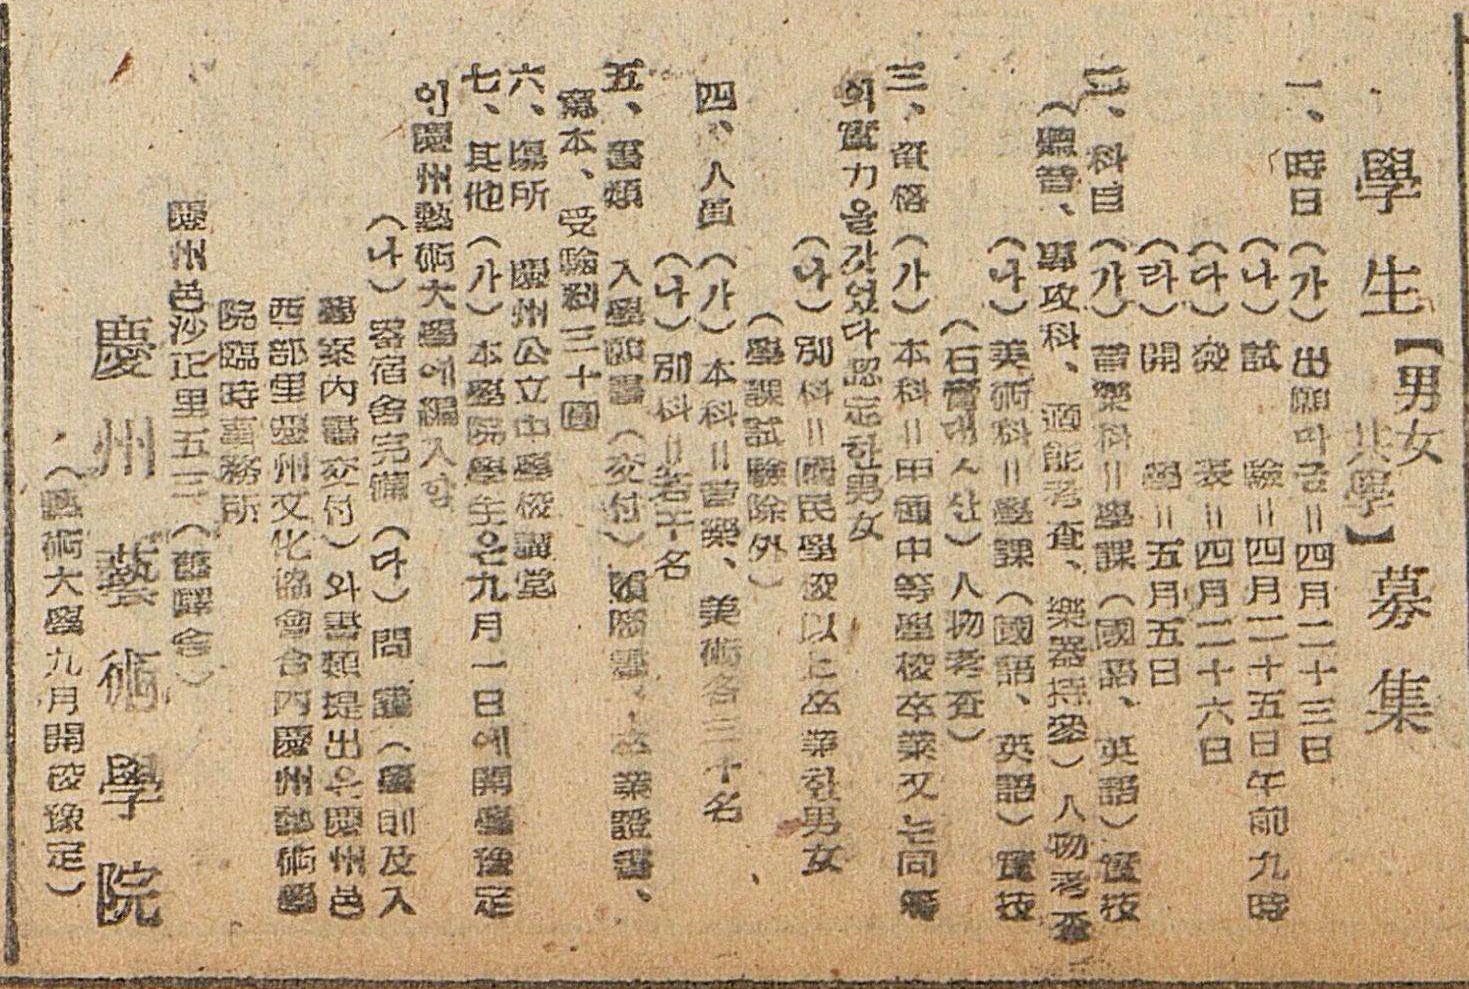 學生【男女共學】募集
一、時日(가)出願마금=四月二十三日
(나)試　驗=四月二十五日午前九時
(다)發　表=四月二十六日
(라)開　學=五月五日
二、科目(가)音樂科=學課(國語、英語)實技
(聽音、專攻科、適能考査、樂器持參)人物考査
(나)美術科=學課(國語、英語)實技
(石膏데ㅅ산)人物考査)
三、資格(가)本科=甲種中等學校卒業又는同等
의實力을갓엇다認定한男女
(나)別科=國民學校以上卒業한男女
(學課試驗除外)
四、人員(가)本科=音樂、美術各三十名、
(나)別科=若干名
五、書類　入學願書(交付)履歷書、卒業證書、
寫本、受驗料三十圓
六、場所　慶州公立中學校講堂
七、其他(가)本學院學生은九月一日에開學豫定
인慶州藝術大學에編入함
(나)寄宿舍完備(다)問議(學則及入
學案內書交付)와書類提出은慶州邑
西部里慶州文化協會舍內慶州藝術學
院臨時事務所
慶州邑沙正里五三(舊驛舍)
慶州藝術學院
(藝術大學九月開校豫定)